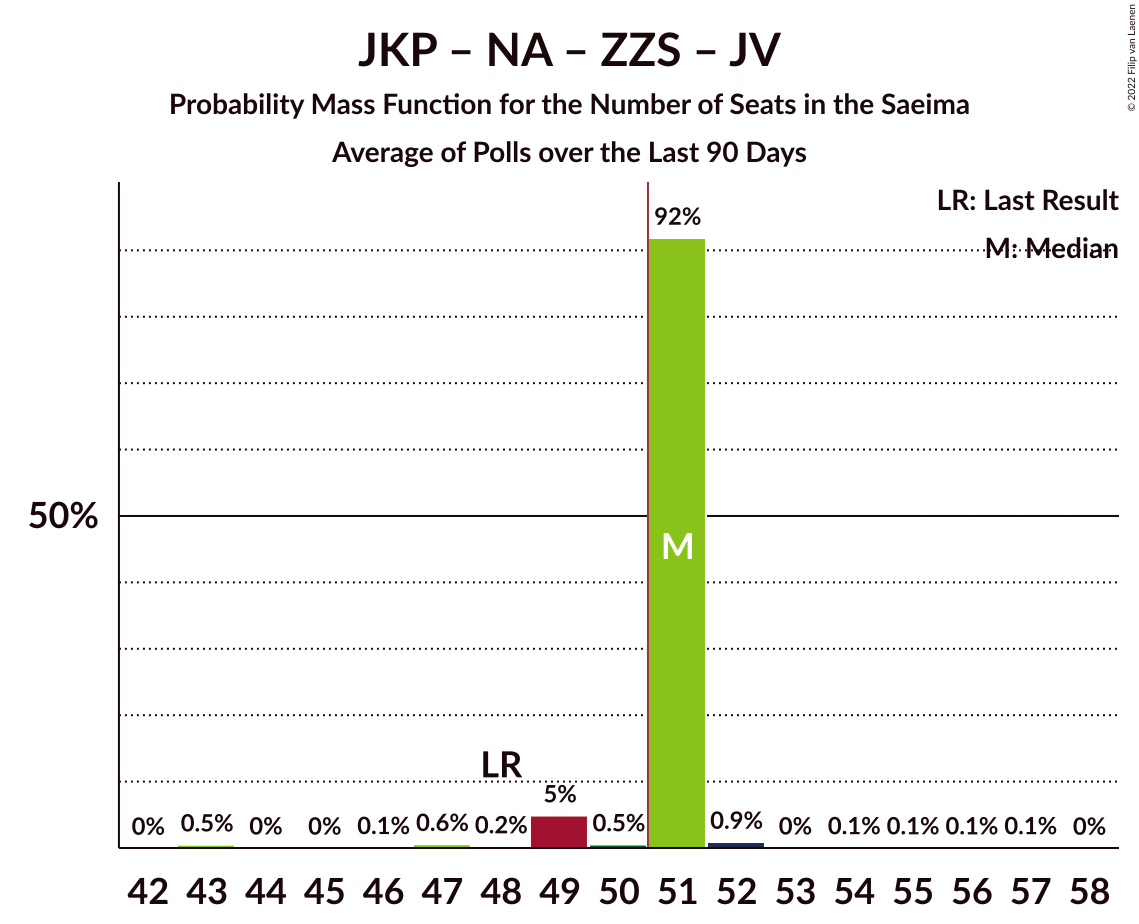 JKP – NA – ZZS – JV
Probability Mass Function for the Number of Seats in the Saeima
Average of Polls over the Last 90 Days
© 2022 Filip van Laenen
LR: Last Result
M: Median
92%
50%
M
LR
0% 0.5% 0% 0% 0.1% 0.6% 0.2% 5% 0.5% 0.9% 0% 0.1% 0.1% 0.1% 0.1% 0%
42 43 44 45 46 47 48 49 50 51 52 53 54 55 56 57 58